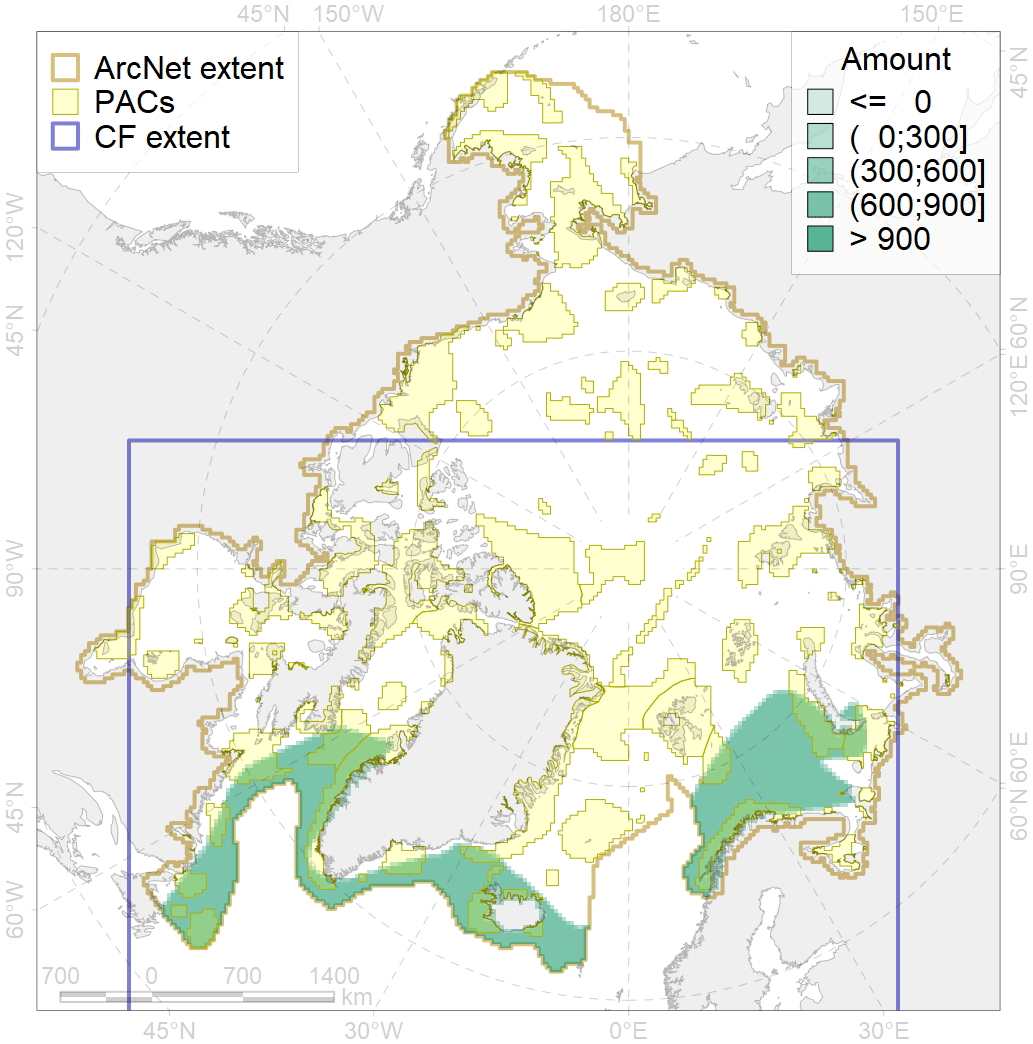 45°N 150°W 180°E 150°E
ArcNet extent
PACs
CF extent
Amount
<= 0
( 0;300]
(300;600]
(600;900]
> 900
45°N
120°W
45°N
90°W
45°N
60°W
60°N
120°E
90°E
60°E
60°N
700 0 700 1400
km
45°N 30°W 0°E 30°E